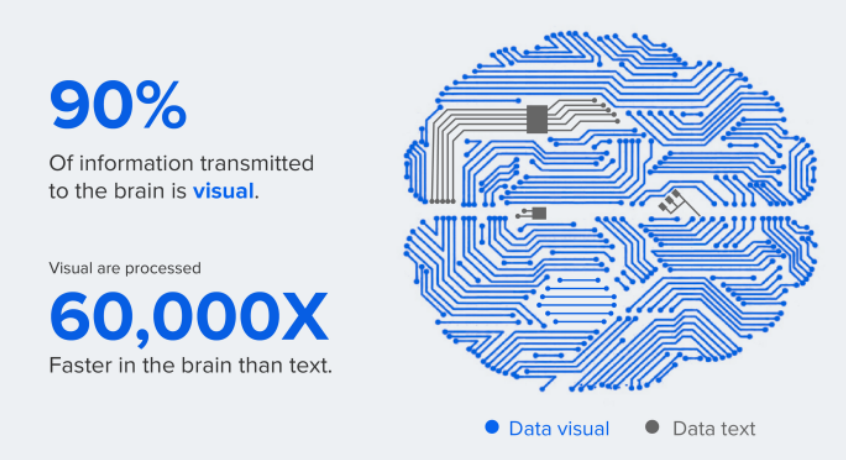 90%
Of information transmitted
to the brain is visual.
Visual are processed
60,000X
Faster in the brain than text.
Data visual
Data text